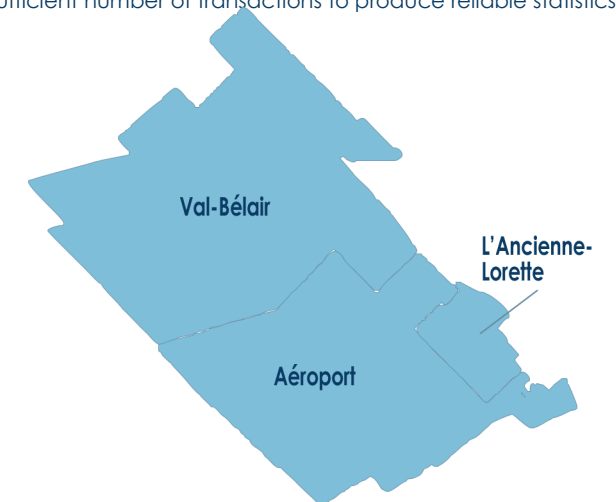 ufficient number of transactions to produce reliable statistics
Val-Bélair
L'Ancienne-
Lorette
Aéroport